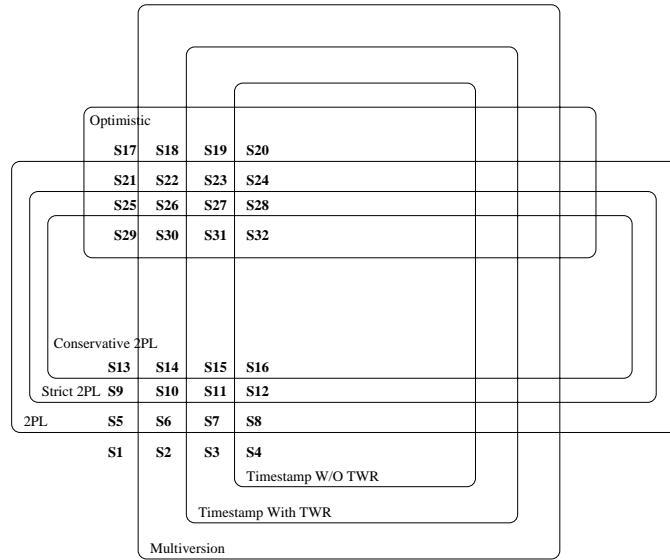 Optimistic
S17 S18 S19 S20
S21 S22 S23 S24
S25 S26 S27 S28
S29 S30 S31 S32
Conservative 2PL
S13 S14 S15 S16
Strict 2PL S9 S10 S11 S12
2PL S5 S6 S7 S8
S1 S2 S3 S4
Timestamp W/O TWR
Timestamp With TWR
Multiversion